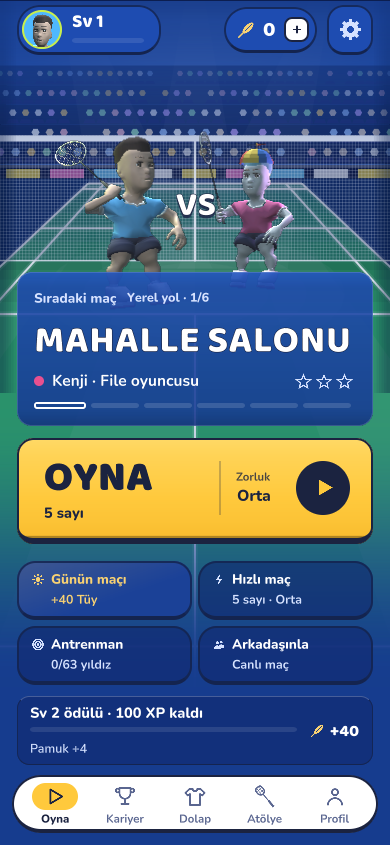 Sv 1
0 +
VS
Sıradaki maç Yerel yol · 1/6
MAHALLE SALONU
Kenji · File oyuncusu
OYNA
5 sayı
Zorluk
Orta
Günün maçı
+40 Tüy
Hızlı maç
5 sayı · Orta
Antrenman
0/63 yıldız
Arkadaşınla
Canlı maç
Sv 2 ödülü · 100 XP kaldı
+40
Pamuk +4
Oyna Kariyer Dolap Atölye Profil